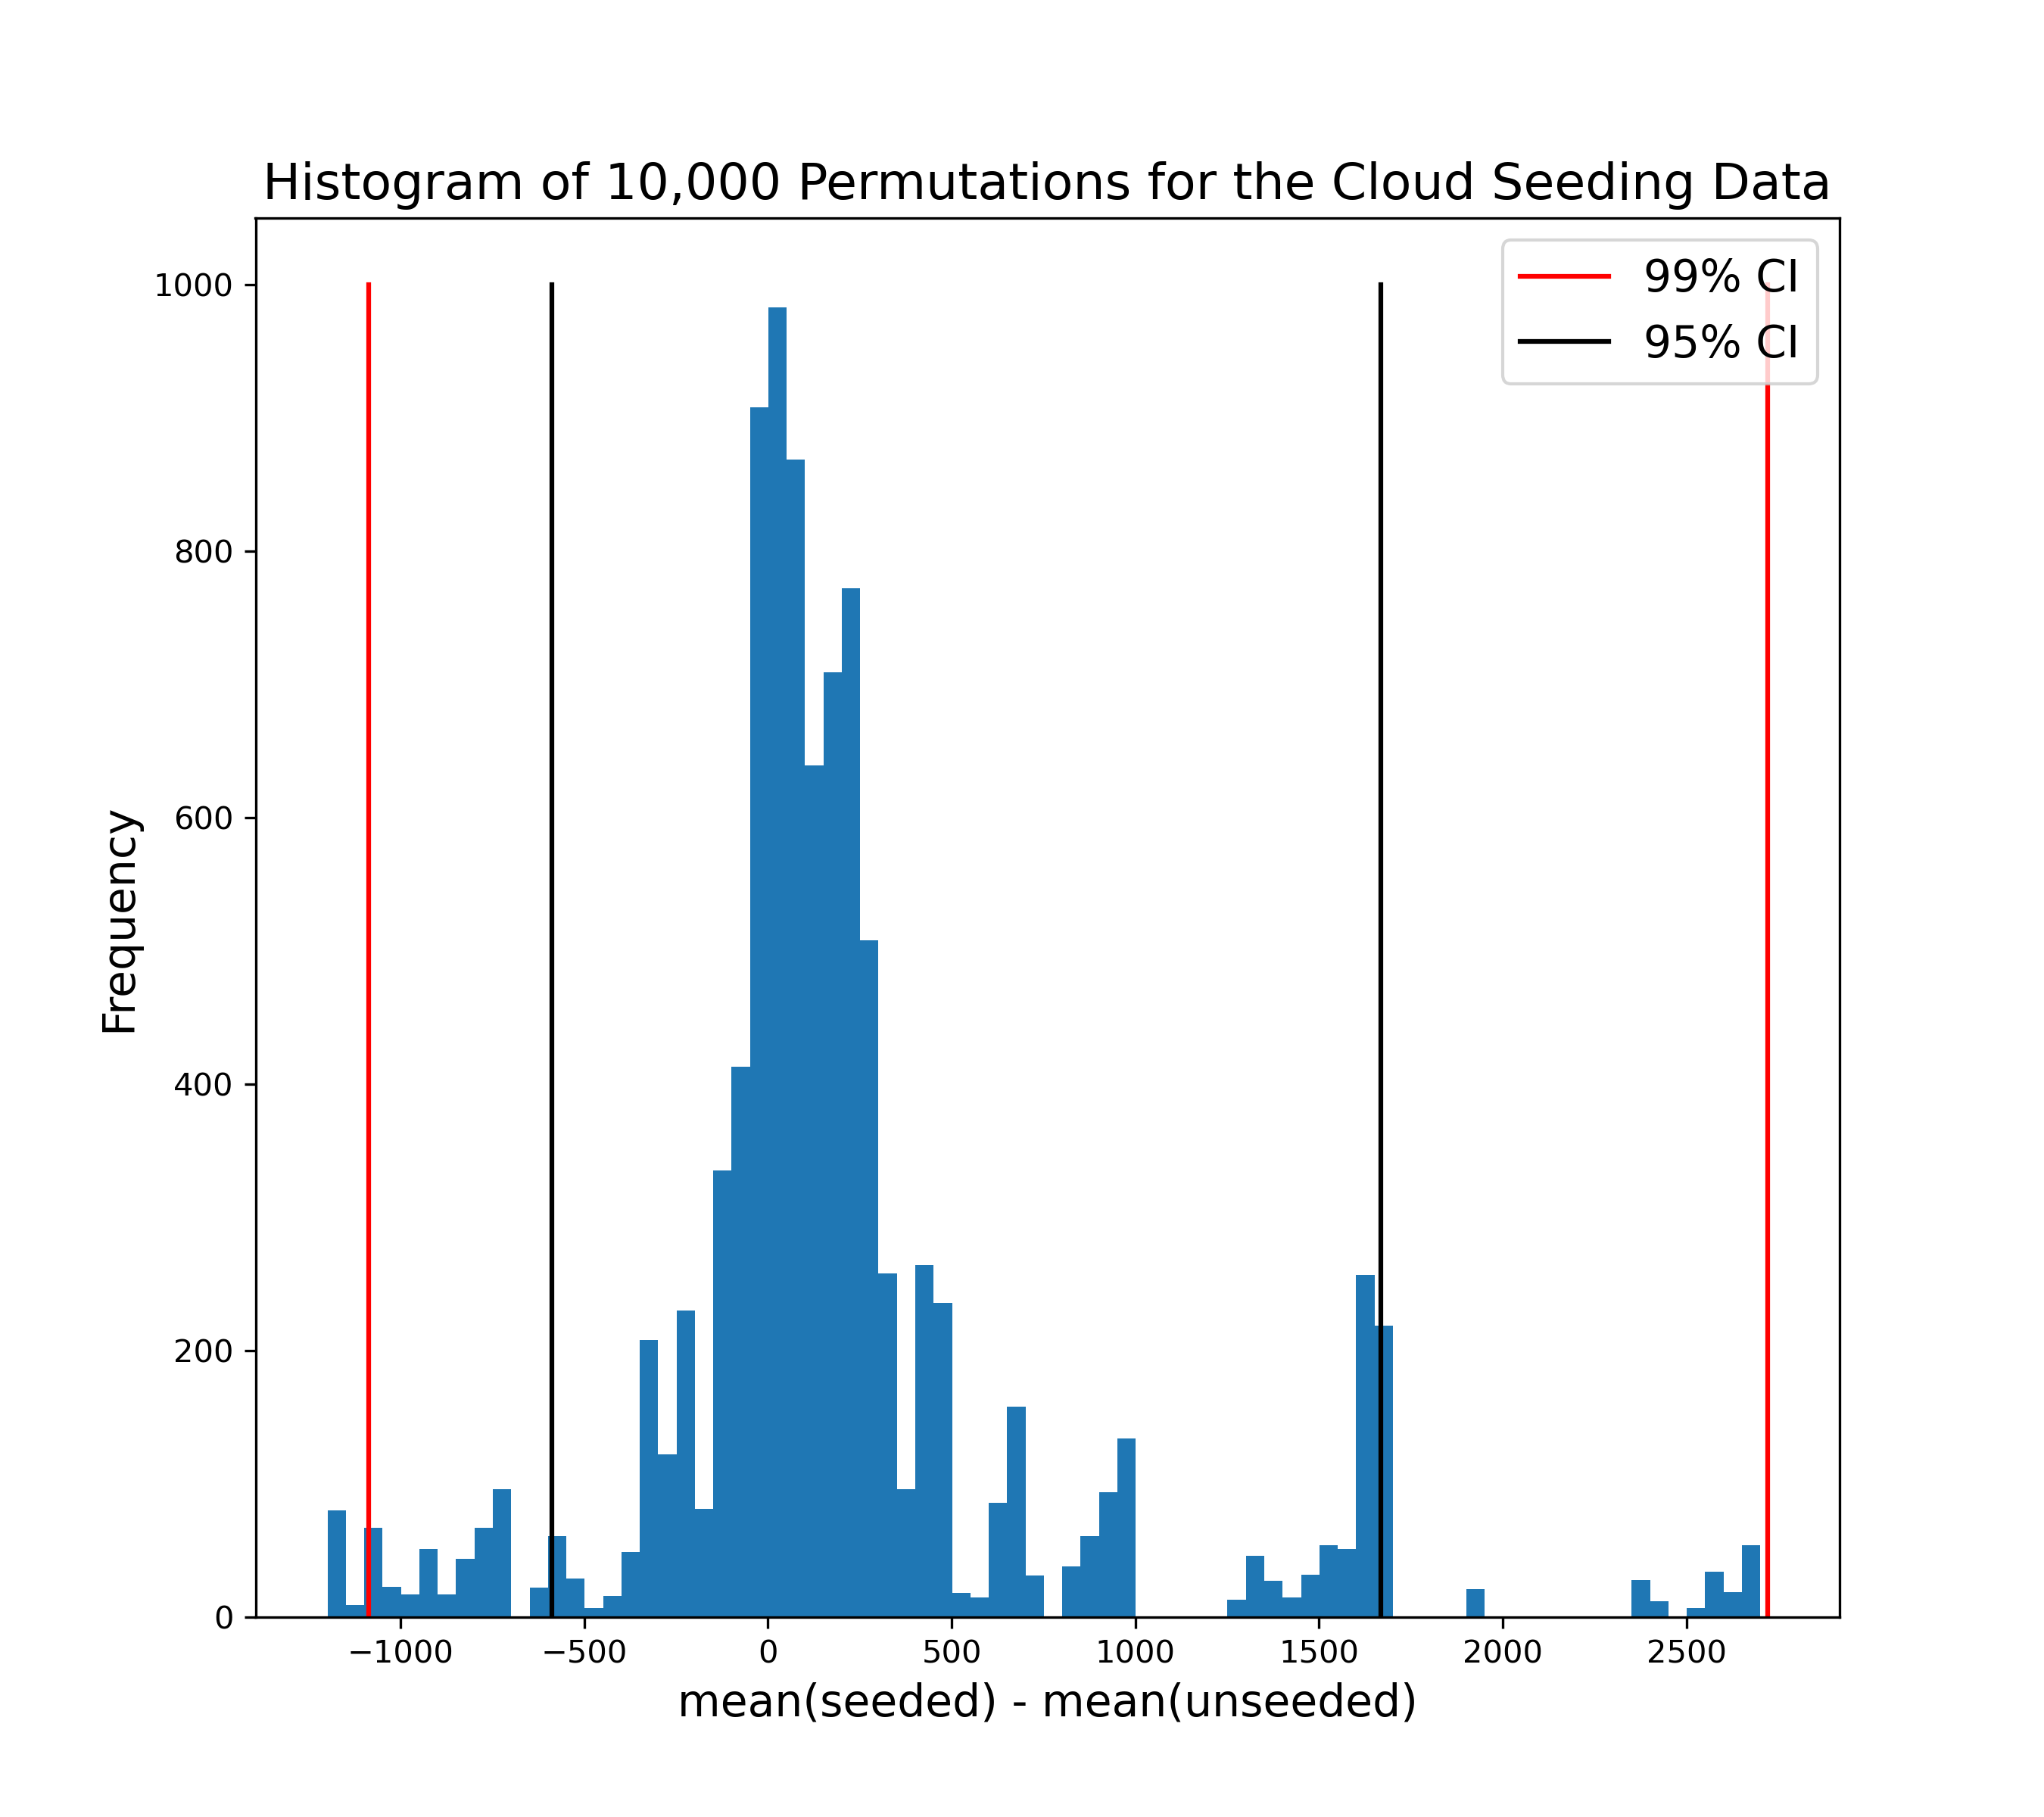 Histogram of 10,000 Permutations for the Cloud Seeding Data
99% CI
95% CI
Frequency
1000
800
600
400
200
0
−1000 −500 0 500 1000 1500 2000 2500
mean(seeded) - mean(unseeded)